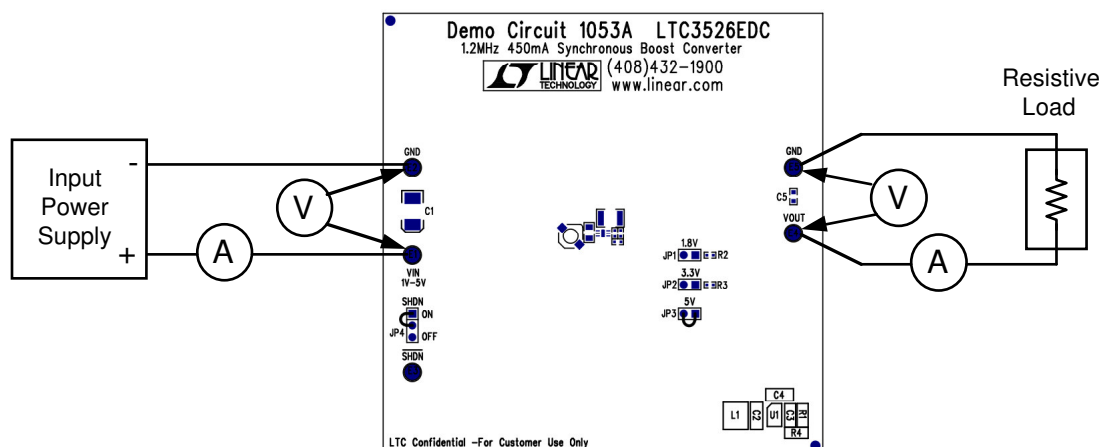 Demo Circuit 1053A LTC3526EDC
1.2MHz 450mA Synchronous Boost Converter
LINEAR
TECHNOLOGY
(408)432-1900
www.linear.com
Resistive
Load
Input
Power
Supply
-
+
A
V
GND
C1
VIN
1V-5V
SHDN
ON
JP4
OFF
SHDN
GND
C5
VOUT
V
A
1.8V
JP1 R2
3.3V
JP2 R3
5V
JP3
C4
L1 C2 U1 C3 R1
R4
LTC Confidential -For Customer Use Only